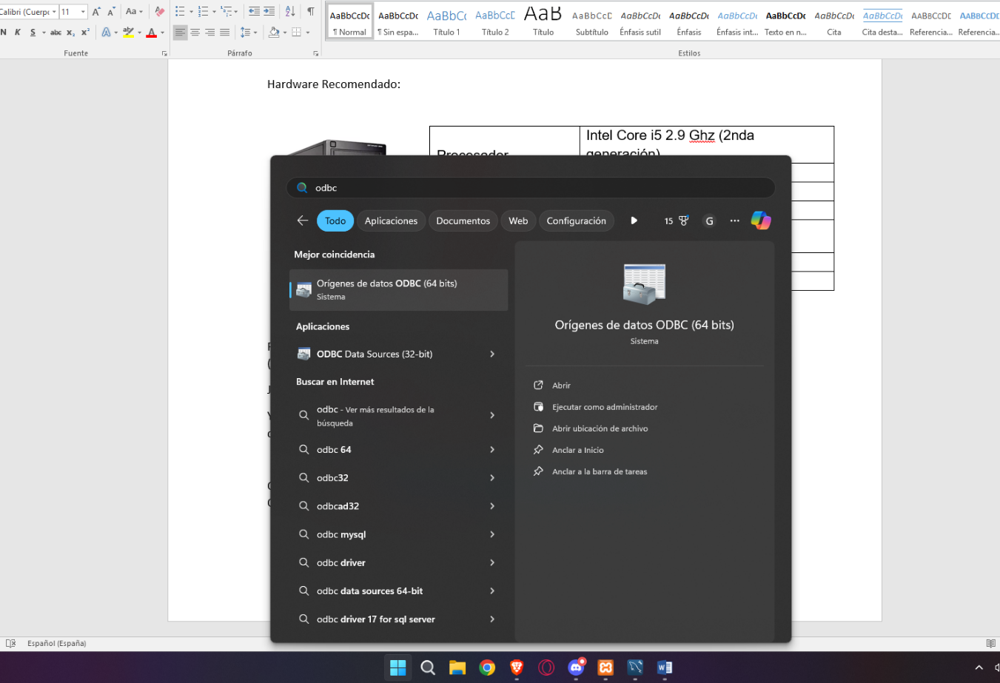 Calibri (Cuerpo 11 A A Aa
N K S abc x₂ x² A aby A
AaBbCcDc AaBbCcDc AaBbCc AaBbCcD AaB AaBbCcD AaBbCcDc AaBbCcDc AaBbCcDc AaBbCcDc AaBbCcDc AaBbCcDc AABBCCDC AABBCCDD
¶ Normal ¶ Sin espa... Título 1 Título 2 Título Subtítulo Énfasis sutil Énfasis Énfasis int... Texto en n... Cita Cita desta... Referencia... Referencia...
Fuente Párrafo Estilos
Hardware Recomendado:
Intel Core i5 2.9 Ghz (2nda
generación)
Procesador
odbc
Todo Aplicaciones Documentos Web Configuración 15 G
Mejor coincidencia
Orígenes de datos ODBC (64 bits)
Sistema
Aplicaciones
ODBC Data Sources (32-bit)
Buscar en Internet
odbc - Ver más resultados de la
búsqueda
odbc 64
odbc32
odbcad32
odbc mysql
odbc driver
odbc data sources 64-bit
odbc driver 17 for sql server
Orígenes de datos ODBC (64 bits)
Sistema
Abrir
Ejecutar como administrador
Abrir ubicación de archivo
Anclar a Inicio
Anclar a la barra de tareas
Español (España)